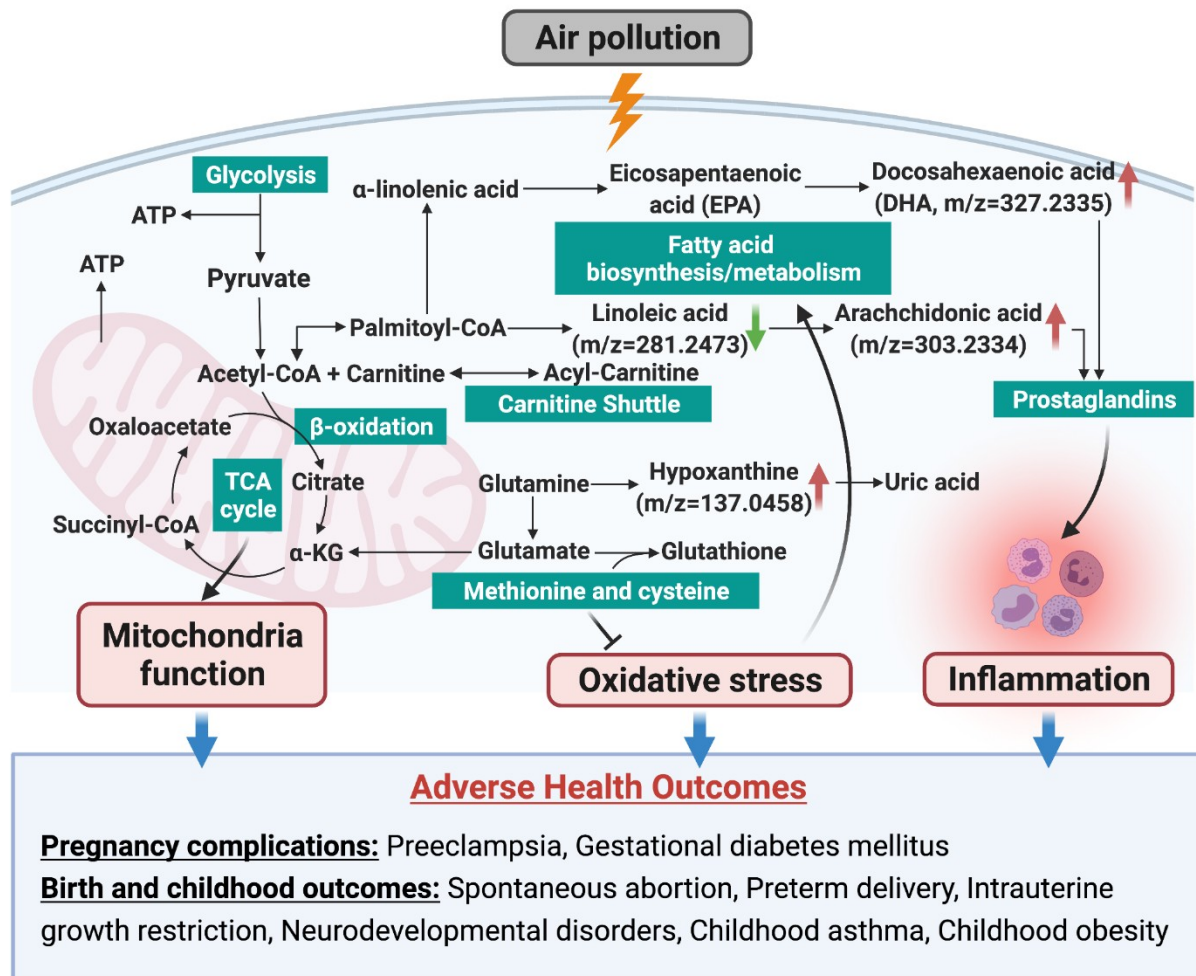 Air pollution
Glycolysis
ATP
ATP
Pyruvate
α-linolenic acid
Eicosapentaenoic
acid (EPA)
Docosahexaenoic acid
(DHA, m/z=327.2335)
Fatty acid
biosynthesis/metabolism
Palmitoyl-CoA
Linoleic acid
(m/z=281.2473)
Arachchidonic acid
(m/z=303.2334)
Acetyl-CoA + Carnitine
Acyl-Carnitine
Carnitine Shuttle
Prostaglandins
Oxaloacetate
β-oxidation
TCA
cycle
Citrate
Succinyl-CoA
α-KG
Glutamine
Hypoxanthine
(m/z=137.0458)
Uric acid
Glutamate
Glutathione
Methionine and cysteine
Mitochondria
function
Oxidative stress
Inflammation
Adverse Health Outcomes
Pregnancy complications: Preeclampsia, Gestational diabetes mellitus
Birth and childhood outcomes: Spontaneous abortion, Preterm delivery, Intrauterine
growth restriction, Neurodevelopmental disorders, Childhood asthma, Childhood obesity